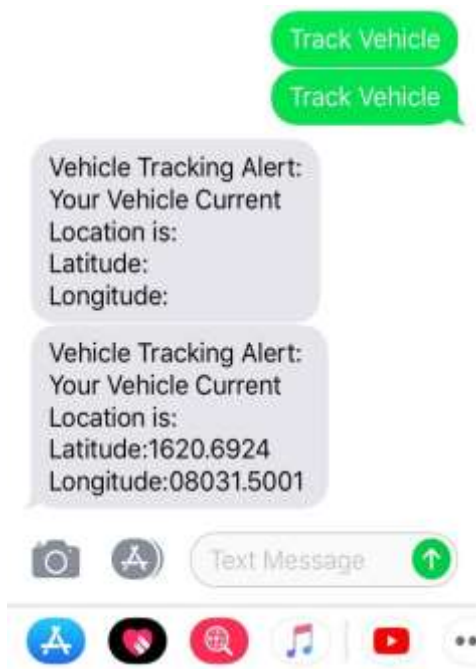 Track Vehicle
Track Vehicle
Vehicle Tracking Alert:
Your Vehicle Current
Location is:
Latitude:
Longitude:
Vehicle Tracking Alert:
Your Vehicle Current
Location is:
Latitude:1620.6924
Longitude:08031.5001
Text Message